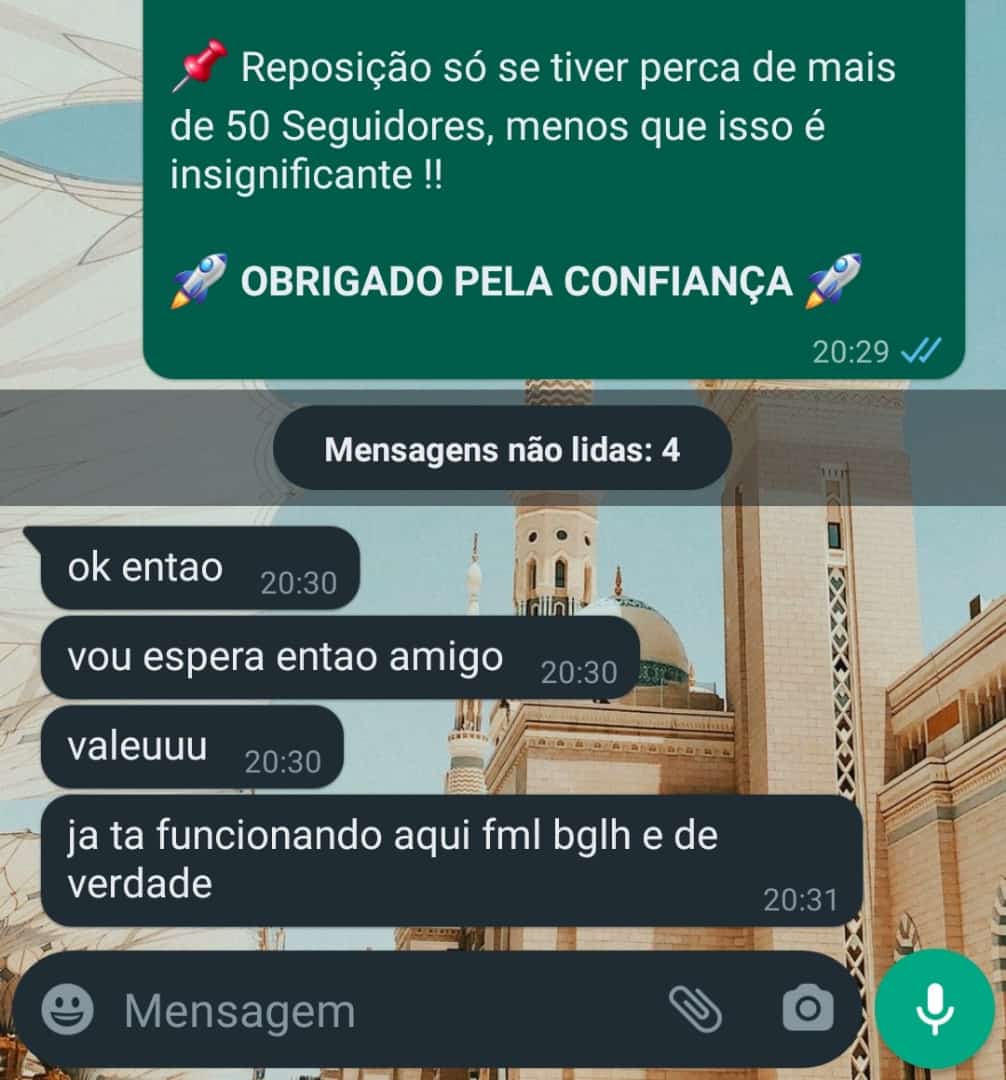 📌 Reposição só se tiver perca de mais
de 50 Seguidores, menos que isso é
insignificante !!
🚀 OBRIGADO PELA CONFIANÇA 🚀
20:29
Mensagens não lidas: 4
ok entao 20:30
vou espera entao amigo 20:30
valeuuu 20:30
ja ta funcionando aqui fml bglh e de
verdade
20:31
Mensagem